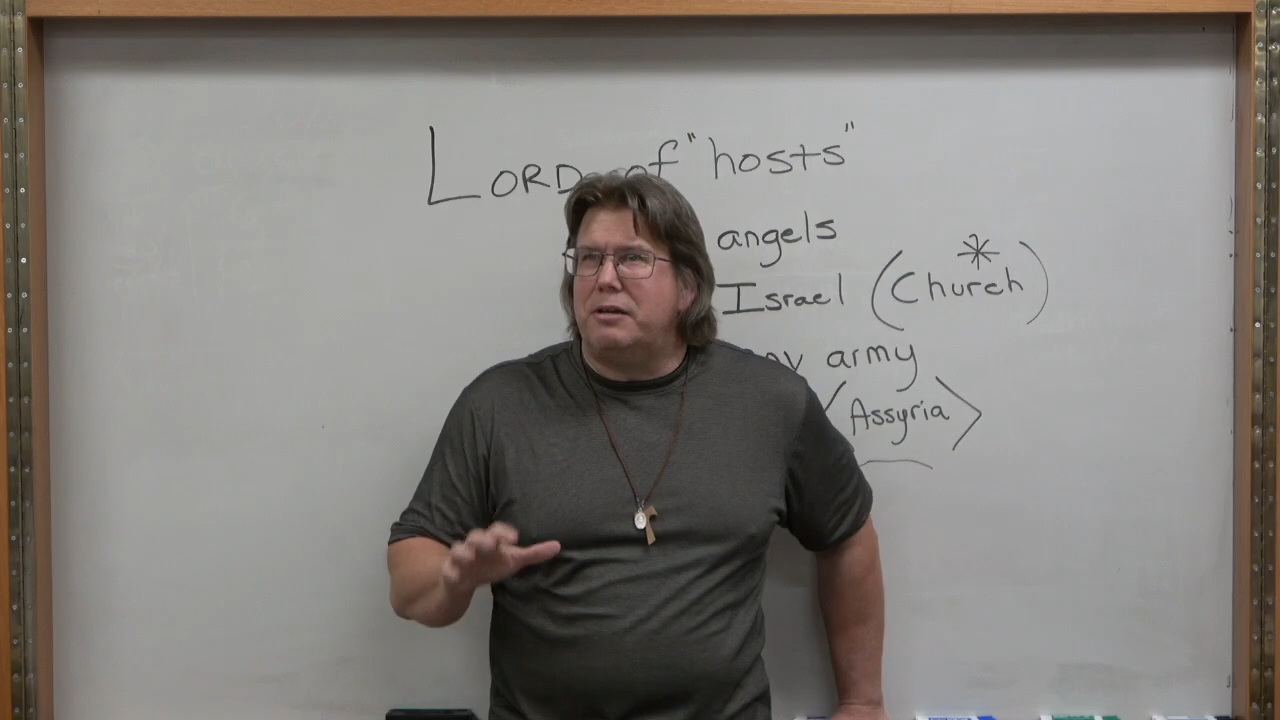 LORD of "hosts"
angels
Israel (Church*)
army
<Assyria>